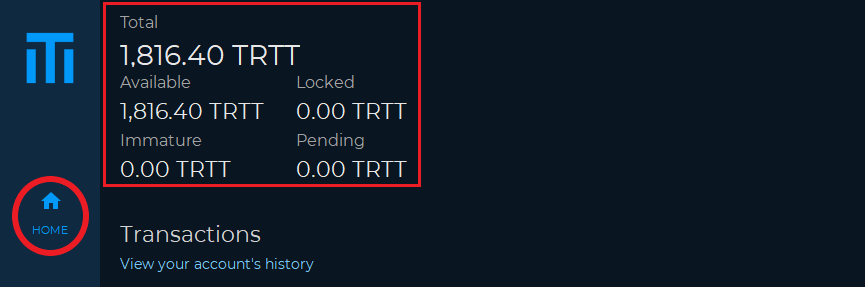 Total
1,816.40 TRTT
Available Locked
1,816.40 TRTT 0.00 TRTT
Immature Pending
0.00 TRTT 0.00 TRTT
HOME
Transactions
View your account's history